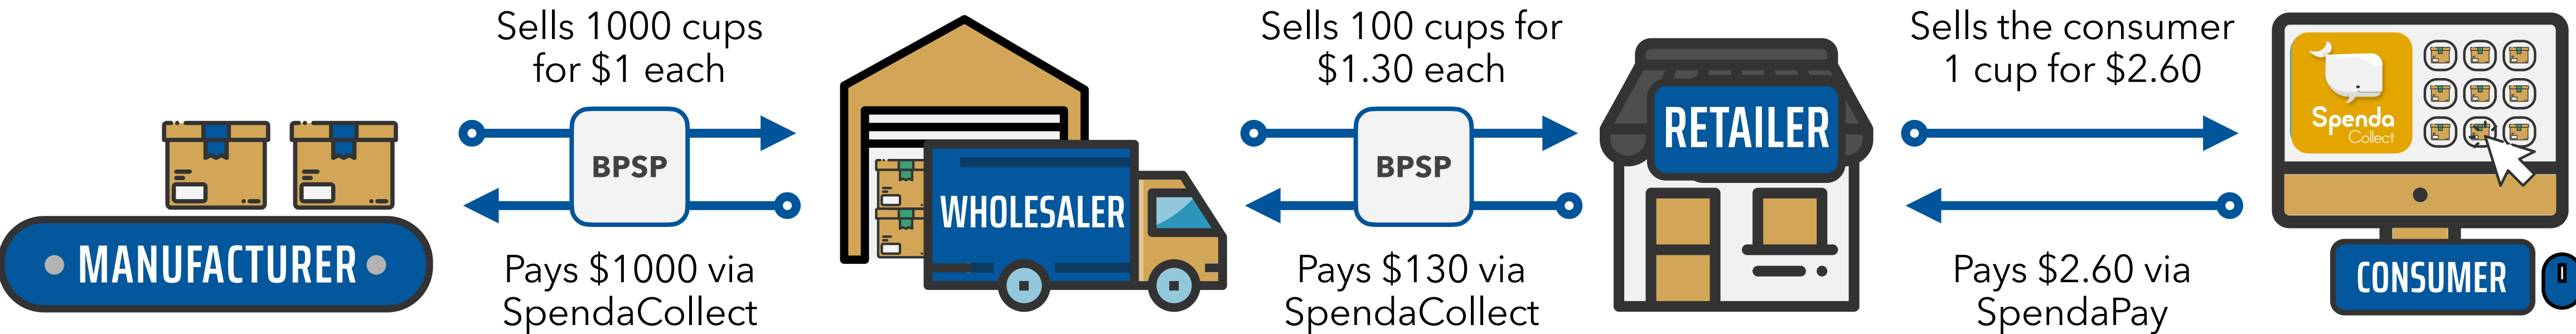 Sells 1000 cups
for $1 each
BPSP
Pays $1000 via
SpendaCollect
MANUFACTURER
WHOLESALER
Sells 100 cups for
$1.30 each
BPSP
Pays $130 via
SpendaCollect
RETAILER
Sells the consumer
1 cup for $2.60
Pays $2.60 via
SpendaPay
Spenda
Collect
CONSUMER